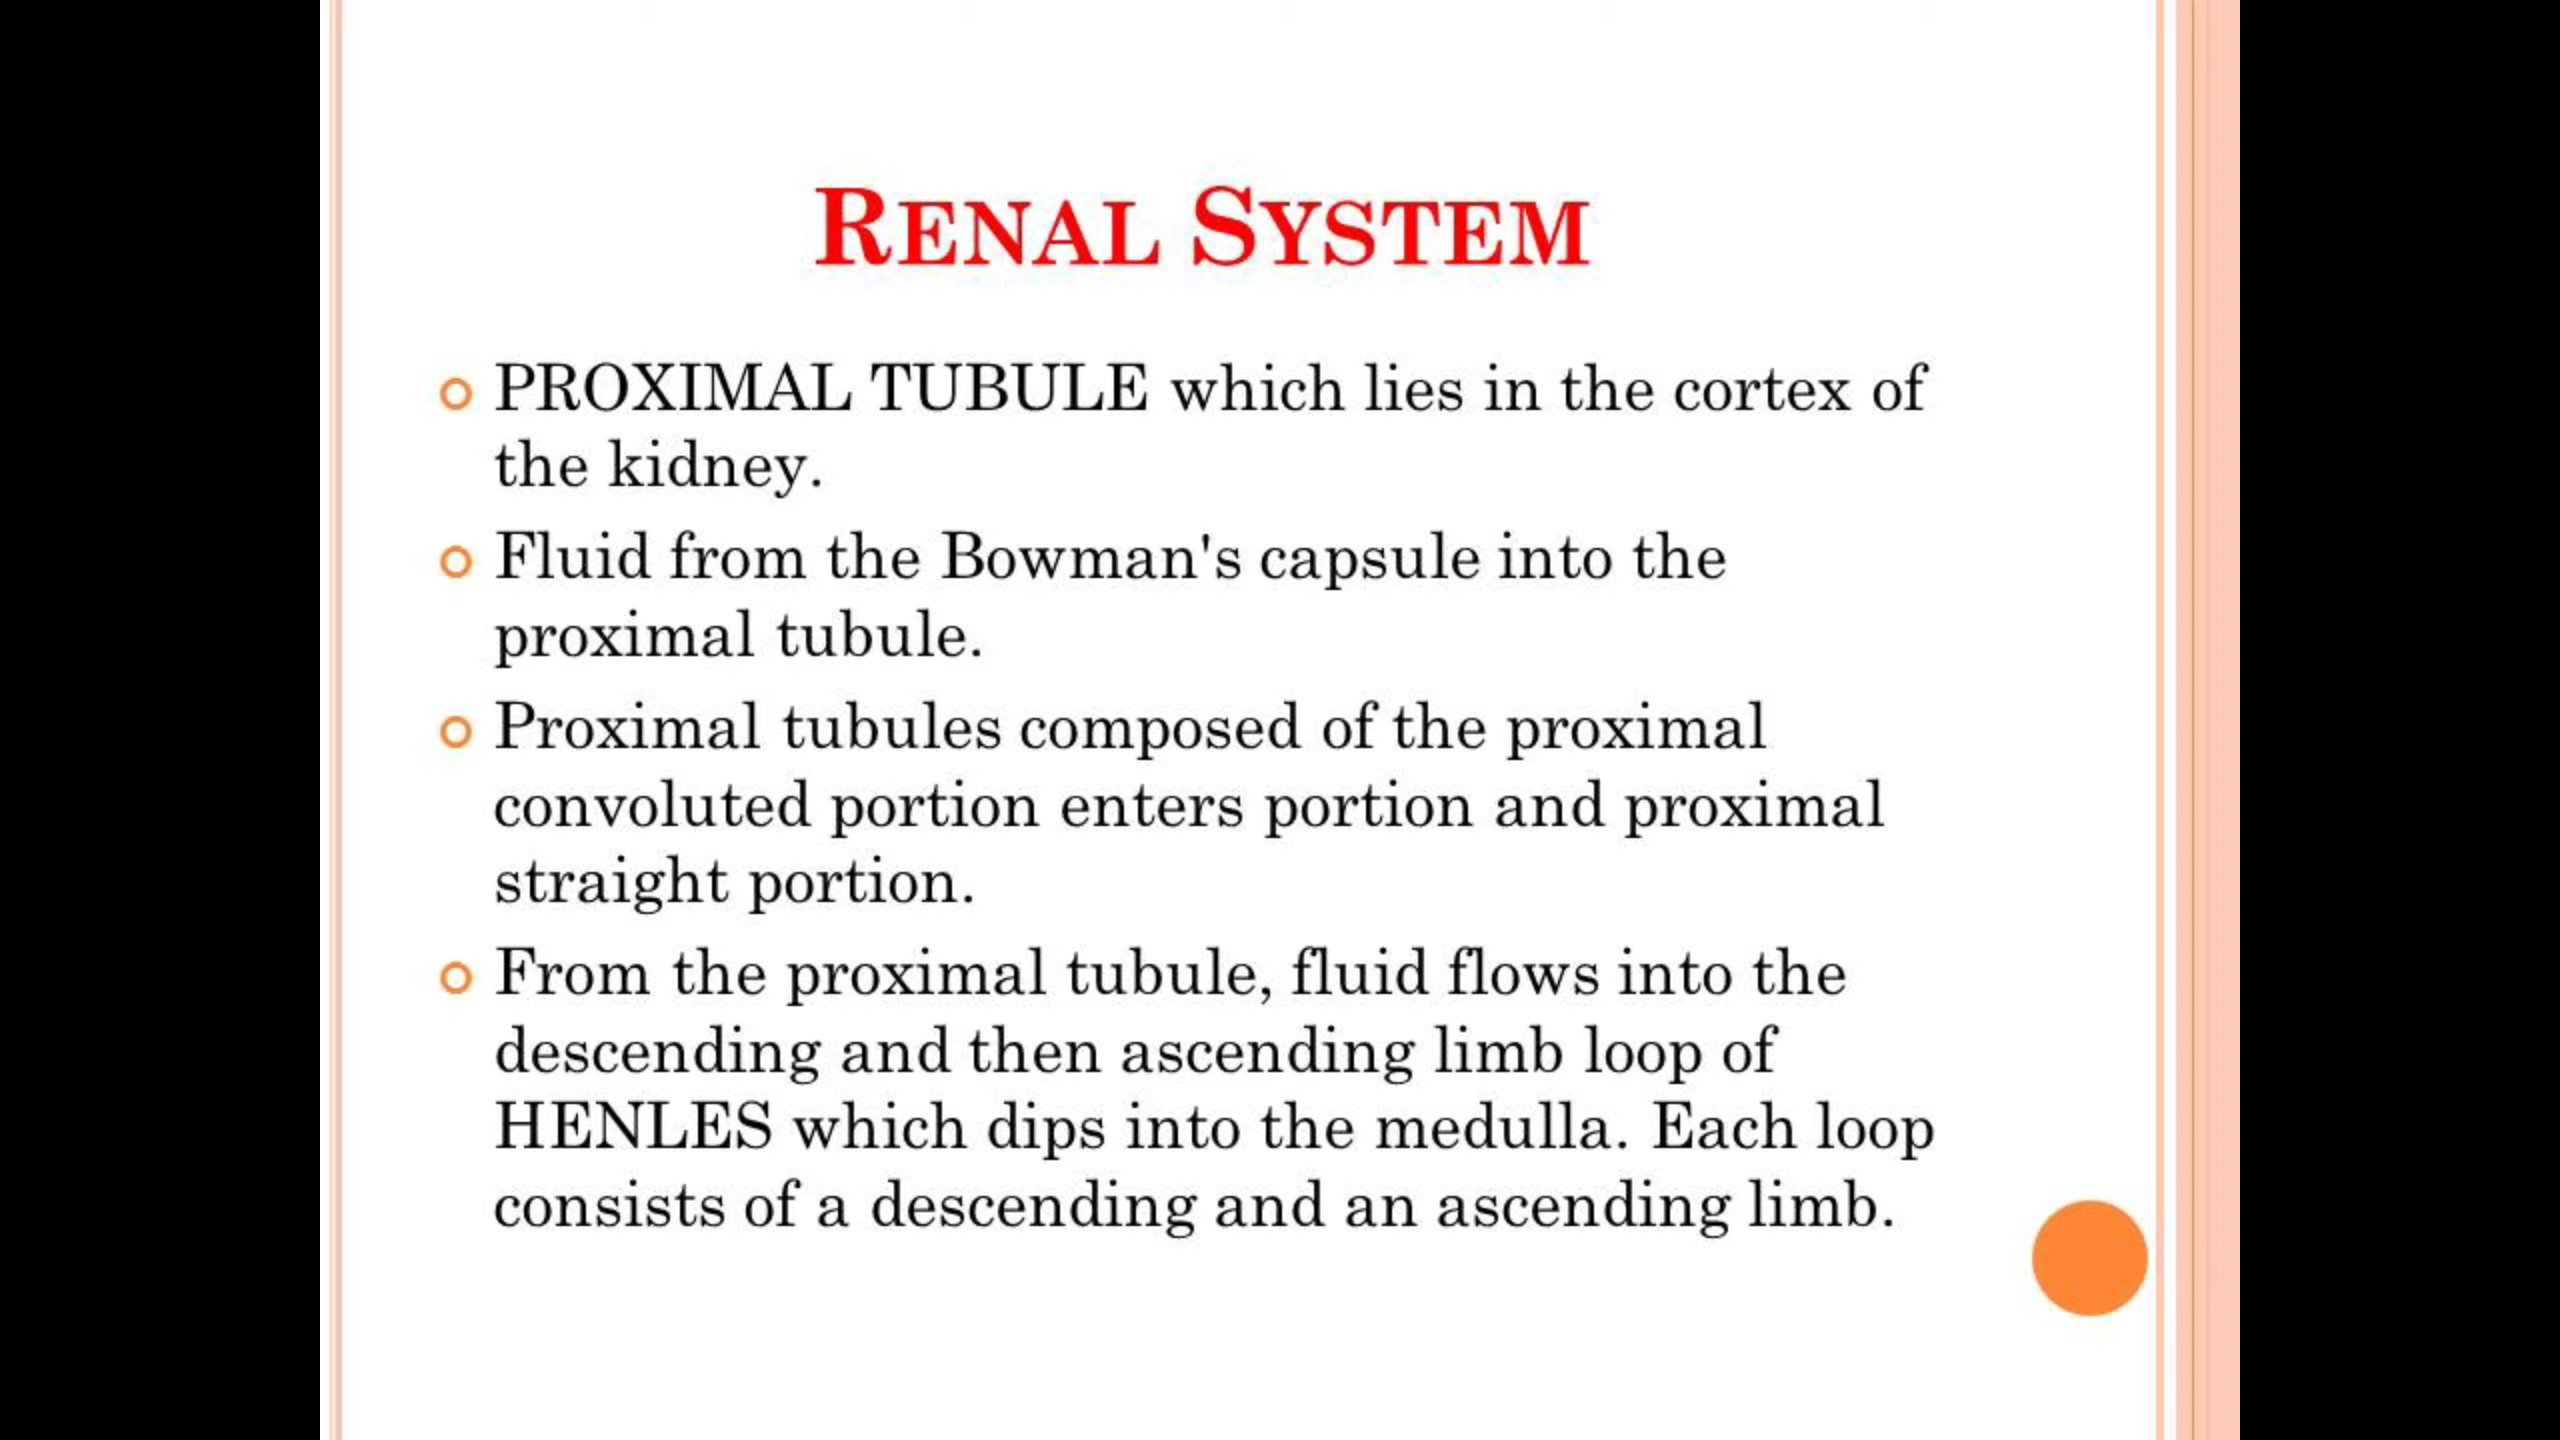 RENAL SYSTEM
PROXIMAL TUBULE which lies in the cortex of
the kidney.
Fluid from the Bowman's capsule into the
proximal tubule.
Proximal tubules composed of the proximal
convoluted portion enters portion and proximal
straight portion.
From the proximal tubule, fluid flows into the
descending and then ascending limb loop of
HENLES which dips into the medulla. Each loop
consists of a descending and an ascending limb.